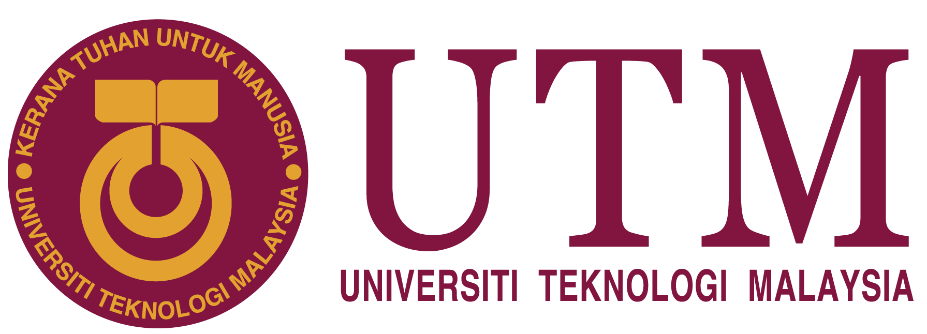 KERANA TUHAN UNTUK MANUSIA
UNIVERSITI TEKNOLOGI MALAYSIA
UTM
UNIVERSITI TEKNOLOGI MALAYSIA